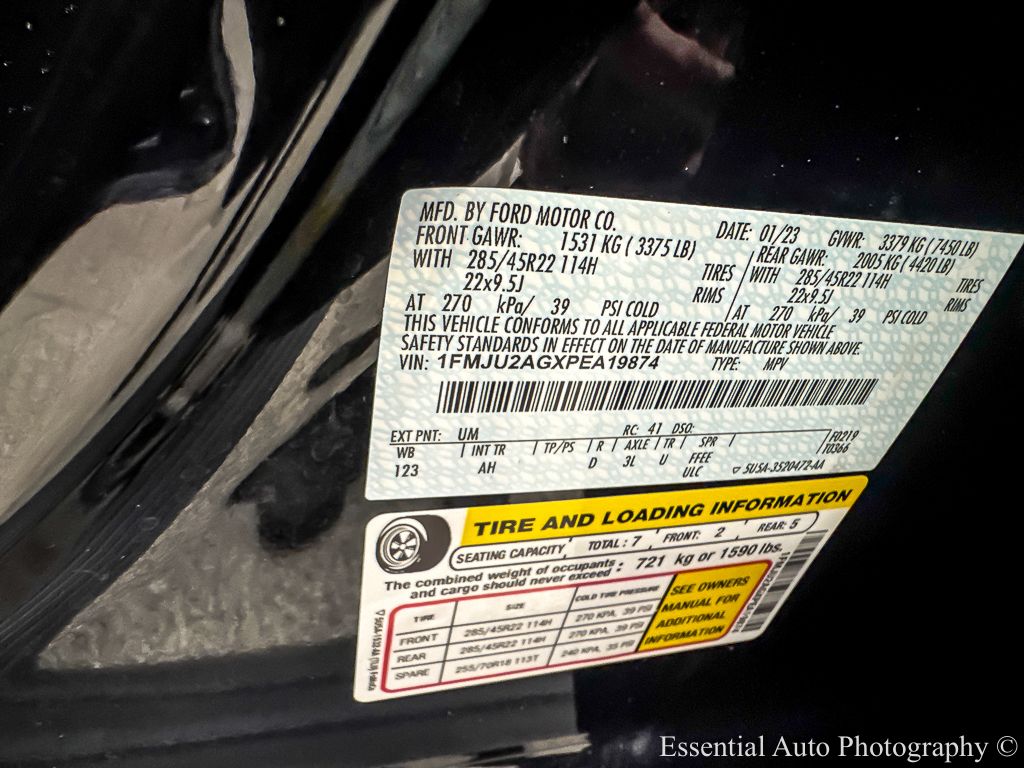 MFD. BY FORD MOTOR CO. DATE: 01/23 GVWR: 3379 KG (7450 LB)
FRONT GAWR: 1531 KG (3375 LB) REAR GAWR: 2005 KG (4420 LB)
WITH 285/45R22 114H TIRES WITH 285/45R22 114H TIRES
22x9.5J RIMS 22x9.5J RIMS
AT 270 kPa/ 39 PSI COLD AT 270 kPa/ 39 PSI COLD
THIS VEHICLE CONFORMS TO ALL APPLICABLE FEDERAL MOTOR VEHICLE
SAFETY STANDARDS IN EFFECT ON THE DATE OF MANUFACTURE SHOWN ABOVE.
VIN: 1FMJU2AGXPEA19874 TYPE: MPV
EXT PNT: UM RC: 41 DSO: F0219
WB INT TR TP/PS R AXLE TR SPR T0366
123 AH D 3L U FFEE
ULC ▽ 5U5A-3520472-AA
TIRE AND LOADING INFORMATION
SEATING CAPACITY TOTAL : 7 FRONT: 2 REAR: 5
The combined weight of occupants and cargo should never exceed : 721 kg or 1590 lbs.
TIRE SIZE COLD TIRE PRESSURE
FRONT 285/45R22 114H 270 KPA, 39 PSI
REAR 285/45R22 114H 270 KPA, 39 PSI
SPARE 255/70R18 113T 240 KPA, 35 PSI
SEE OWNERS
MANUAL FOR
ADDITIONAL
INFORMATION
Essential Auto Photography ©